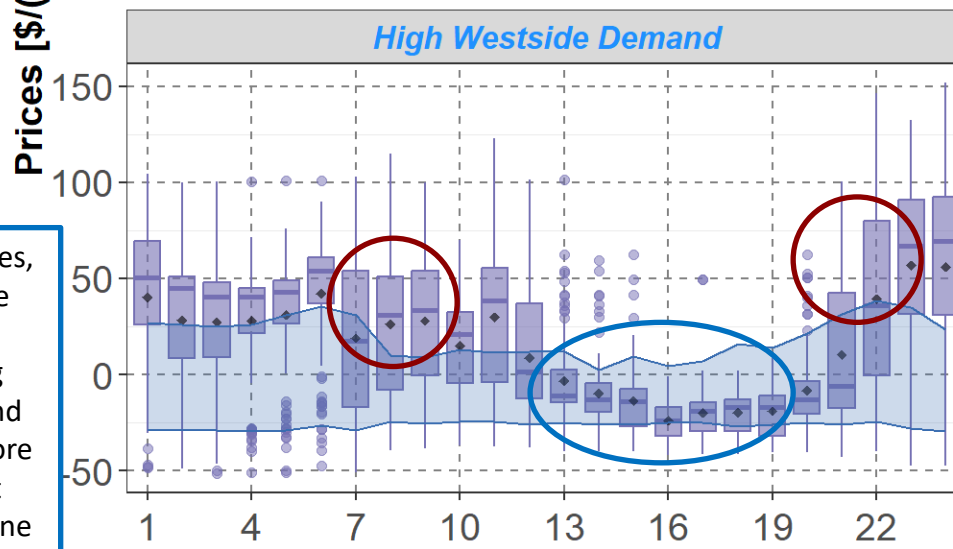 High Westside Demand
Prices [$/(
150
100
50
0
-50
1 4 7 10 13 16 19 22
es,
e
g
nd
ore
t
ne